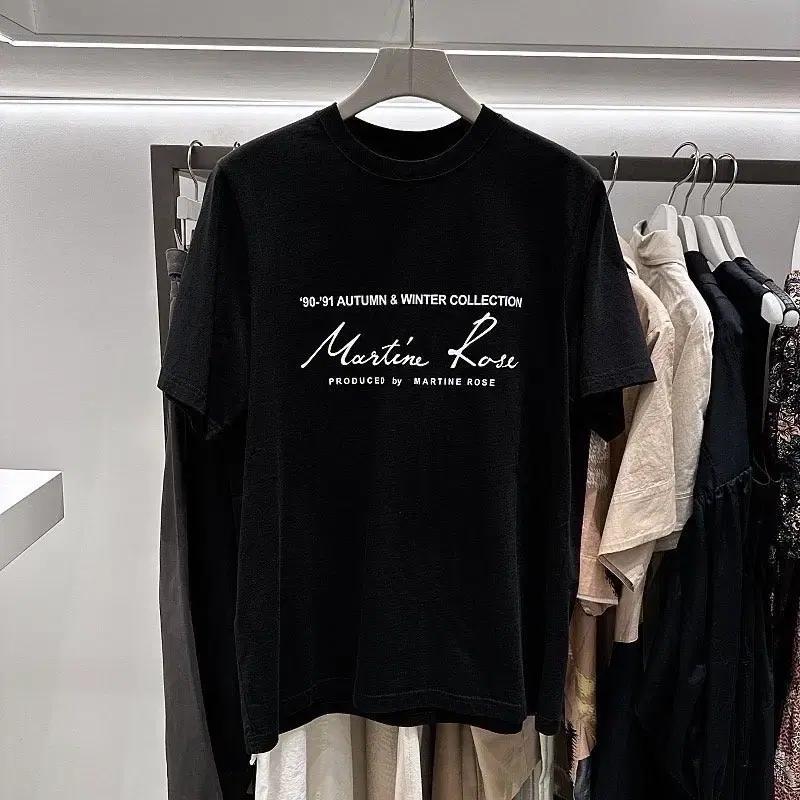 '90-'91 AUTUMN & WINTER COLLECTION
Martine Rose
PRODUCED by MARTINE ROSE